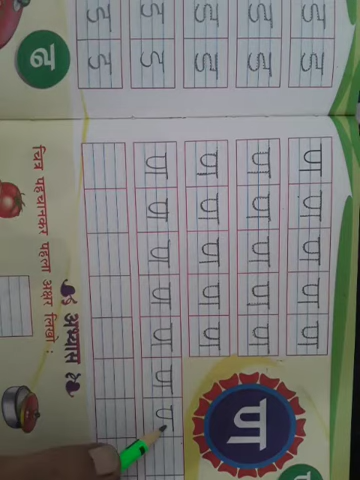 ढ ढ
ढ ढ
ढ ढ
ढ ढ
ढ ढ
ढ
ण
ण ण ण ण ण
ण ण ण ण ण
ण ण ण ण ण
ण ण ण ण ण ण ण
अभ्यास
चित्र पहचानकर पहला अक्षर लिखो :